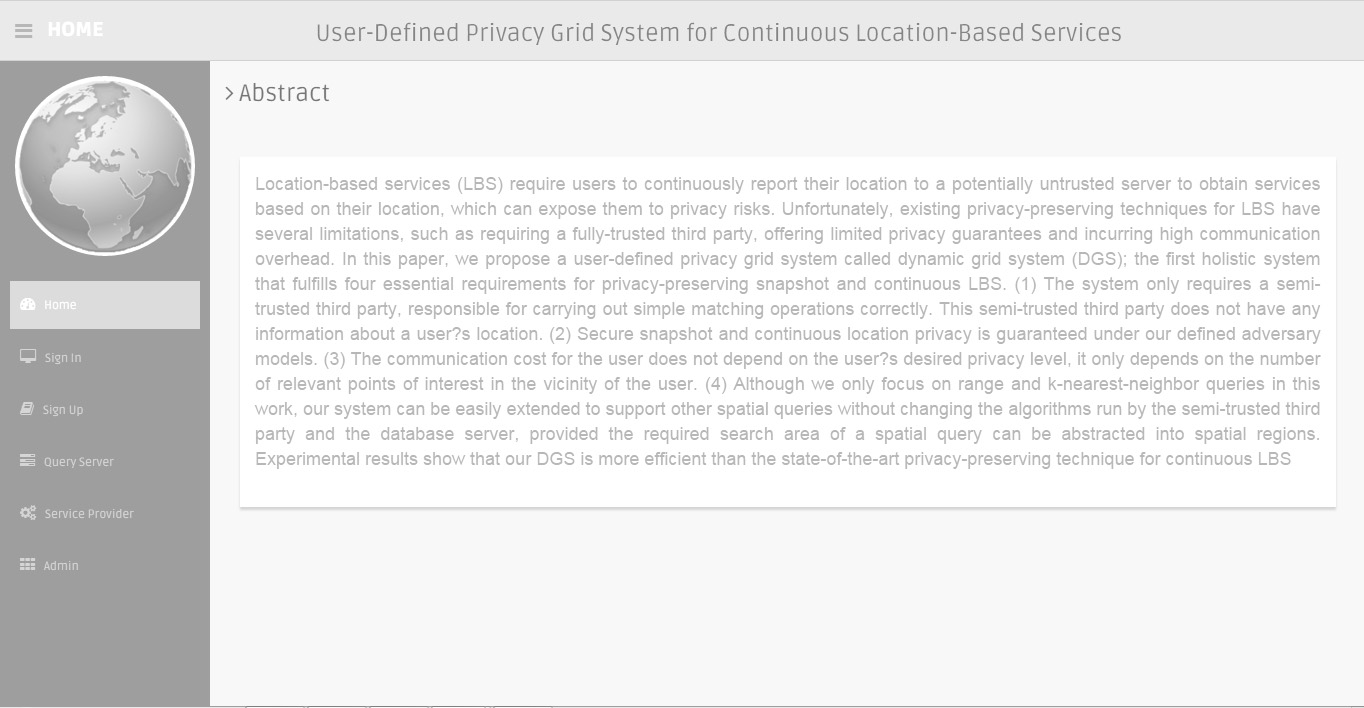 HOME
User-Defined Privacy Grid System for Continuous Location-Based Services
Home
Sign In
Sign Up
Query Server
Service Provider
Admin
Abstract
Location-based services (LBS) require users to continuously report their location to a potentially untrusted server to obtain services
based on their location, which can expose them to privacy risks. Unfortunately, existing privacy-preserving techniques for LBS have
several limitations, such as requiring a fully-trusted third party, offering limited privacy guarantees and incurring high communication
overhead. In this paper, we propose a user-defined privacy grid system called dynamic grid system (DGS); the first holistic system
that fulfills four essential requirements for privacy-preserving snapshot and continuous LBS. (1) The system only requires a semi-
trusted third party, responsible for carrying out simple matching operations correctly. This semi-trusted third party does not have any
information about a user?s location. (2) Secure snapshot and continuous location privacy is guaranteed under our defined adversary
models. (3) The communication cost for the user does not depend on the user?s desired privacy level, it only depends on the number
of relevant points of interest in the vicinity of the user. (4) Although we only focus on range and k-nearest-neighbor queries in this
work, our system can be easily extended to support other spatial queries without changing the algorithms run by the semi-trusted third
party and the database server, provided the required search area of a spatial query can be abstracted into spatial regions.
Experimental results show that our DGS is more efficient than the state-of-the-art privacy-preserving technique for continuous LBS